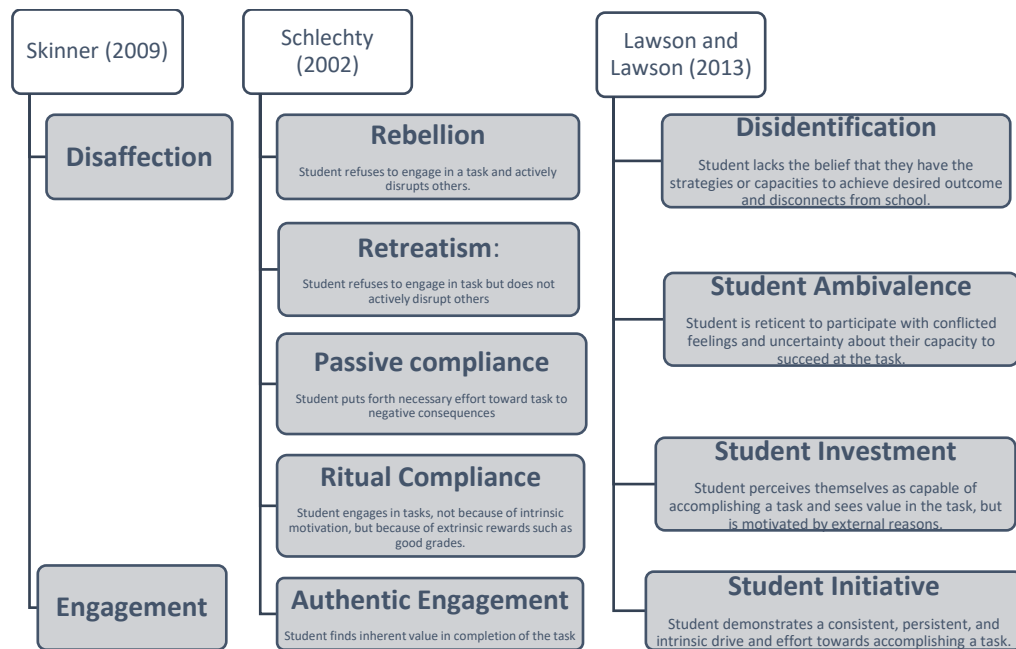 Skinner (2009)
Disaffection
Engagement
Schlechty
(2002)
Rebellion
Student refuses to engage in a task and actively
disrupts others.
Retreatism:
Student refuses to engage in task but does not
actively disrupt others
Passive compliance
Student puts forth necessary effort toward task to
negative consequences
Ritual Compliance
Student engages in tasks, not because of intrinsic
motivation, but because of extrinsic rewards such as
good grades.
Authentic Engagement
Student finds inherent value in completion of the task
Lawson and
Lawson (2013)
Disidentification
Student lacks the belief that they have the
strategies or capacities to achieve desired outcome
and disconnects from school.
Student Ambivalence
Student is reticent to participate with conflicted
feelings and uncertainty about their capacity to
succeed at the task.
Student Investment
Student perceives themselves as capable of
accomplishing a task and sees value in the task, but
is motivated by external reasons.
Student Initiative
Student demonstrates a consistent, persistent, and
intrinsic drive and effort towards accomplishing a task.